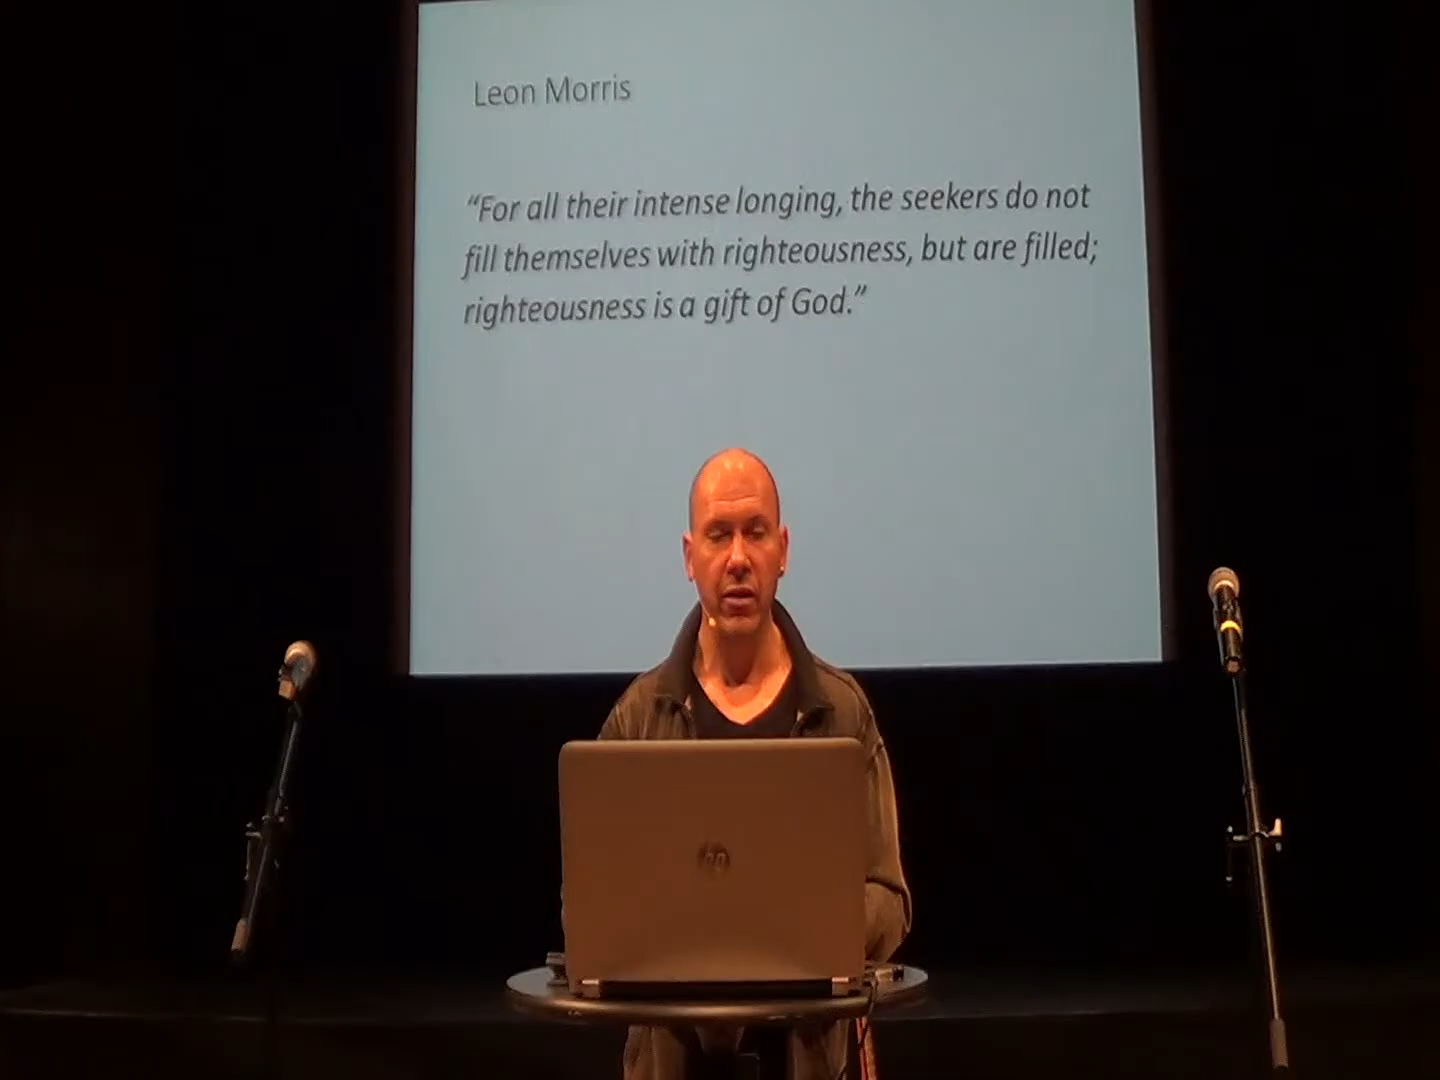 Leon Morris
“For all their intense longing, the seekers do not
fill themselves with righteousness, but are filled;
righteousness is a gift of God.”
hp